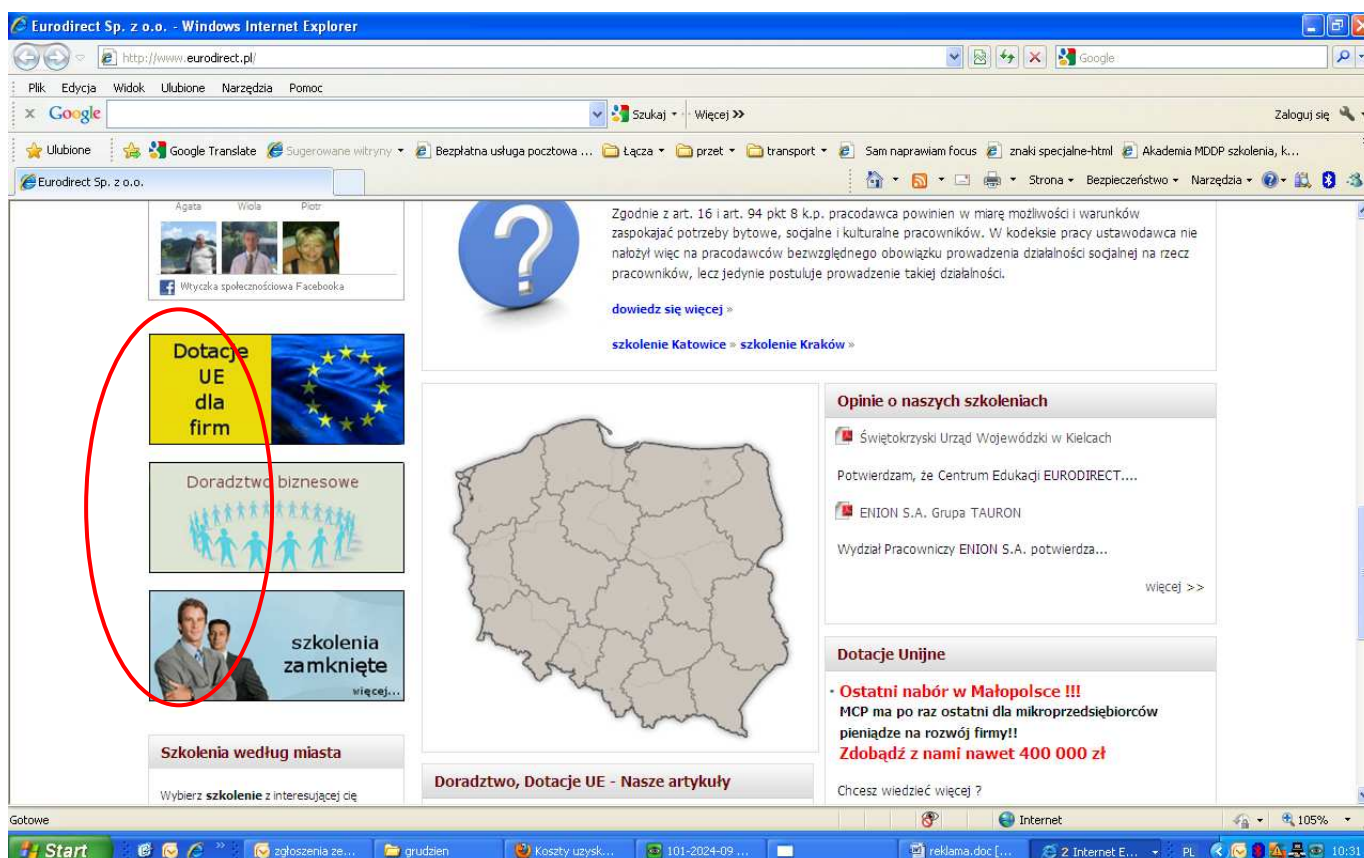 Eurodirect Sp. z o.o. - Windows Internet Explorer
http://www.eurodirect.pl/
Google
Plik Edycja Widok Ulubione Narzędzia Pomoc
x Google Szukaj Więcej >> Zaloguj się
Ulubione Google Translate Sugerowane witryny Bezpłatna usługa pocztowa ... Łącza przet transport Sam naprawiam focus znaki specjalne-html Akademia MDDP szkolenia, k...
Eurodirect Sp. z o.o. Strona Bezpieczeństwo Narzędzia
Agata Wiola Piotr
Wtyczka społecznościowa Facebooka
Dotacje
UE
dla
firm
Doradztwo biznesowe
szkolenia
zamknięte
więcej...
Szkolenia według miasta
Wybierz szkolenie z interesującej cię
Zgodnie z art. 16 i art. 94 pkt 8 k.p. pracodawca powinien w miarę możliwości i warunków
zaspokajać potrzeby bytowe, socjalne i kulturalne pracowników. W kodeksie pracy ustawodawca nie
nałożył więc na pracodawców bezwzględnego obowiązku prowadzenia działalności socjalnej na rzecz
pracowników, lecz jedynie postuluje prowadzenie takiej działalności.
dowiedz się więcej »
szkolenie Katowice » szkolenie Kraków »
Doradztwo, Dotacje UE - Nasze artykuły
Opinie o naszych szkoleniach
Świętokrzyski Urząd Wojewódzki w Kielcach
Potwierdzam, że Centrum Edukacji EURODIRECT....
ENION S.A. Grupa TAURON
Wydział Pracowniczy ENION S.A. potwierdza...
więcej >>
Dotacje Unijne
Ostatni nabór w Małopolsce !!!
MCP ma po raz ostatni dla mikroprzedsiębiorców
pieniądze na rozwój firmy!!
Zdobądź z nami nawet 400 000 zł
Chcesz wiedzieć więcej ?
Gotowe Internet 105%
Start zgłoszenia ze... grudzien Koszty uzysk... 101-2024-09 ... reklama.doc [... 2 Internet E... PL 10:31